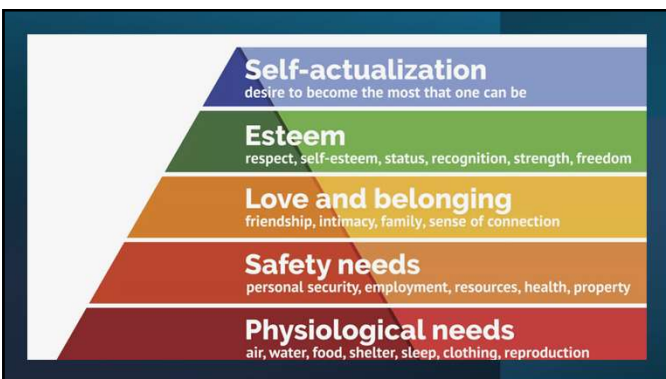 Self-actualization
desire to become the most that one can be
Esteem
respect, self-esteem, status, recognition, strength, freedom
Love and belonging
friendship, intimacy, family, sense of connection
Safety needs
personal security, employment, resources, health, property
Physiological needs
air, water, food, shelter, sleep, clothing, reproduction